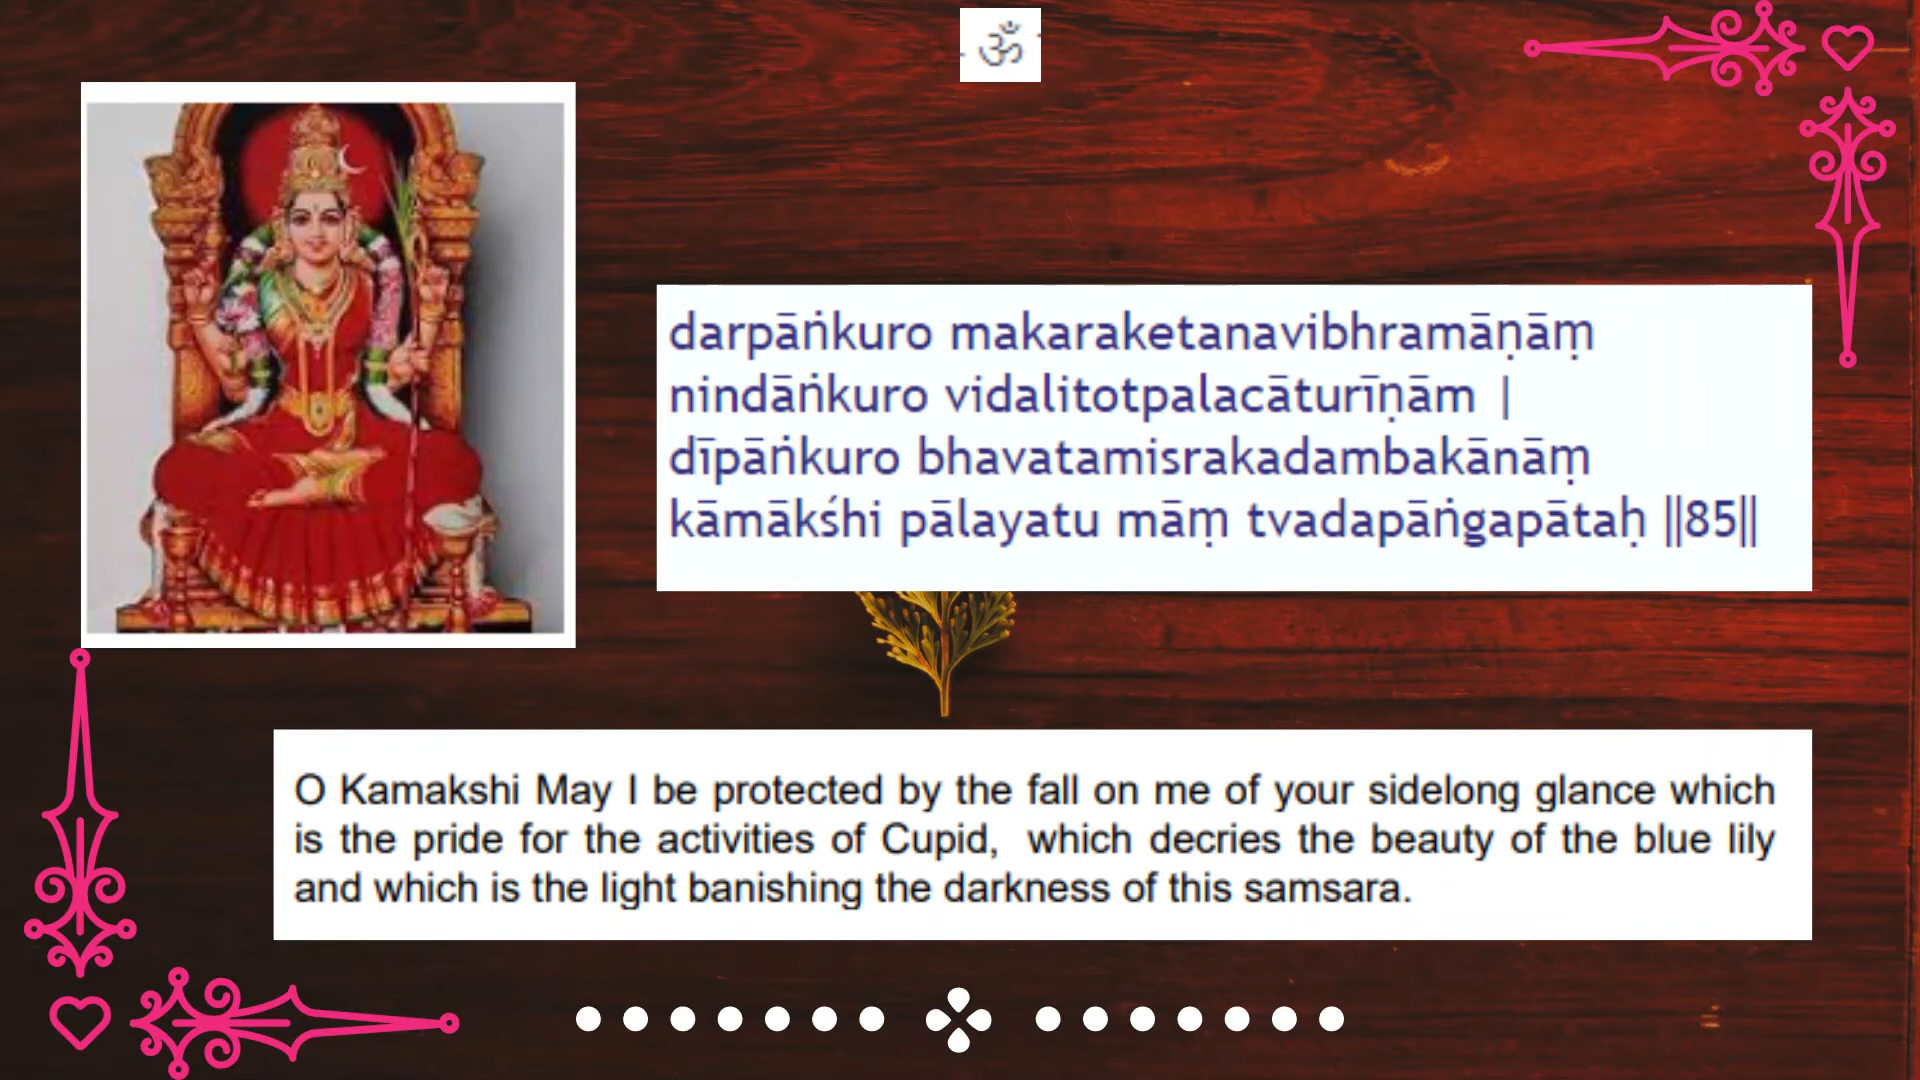 ॐ
darpāṅkuro makaraketanavibhramāṇāṃ
nindāṅkuro vidalitotpalacāturīṇām |
dīpāṅkuro bhavatamisrakadambakānāṃ
kāmākśhi pālayatu māṃ tvadapāṅgapātaḥ ||85||
O Kamakshi May I be protected by the fall on me of your sidelong glance which
is the pride for the activities of Cupid, which decries the beauty of the blue lily
and which is the light banishing the darkness of this samsara.